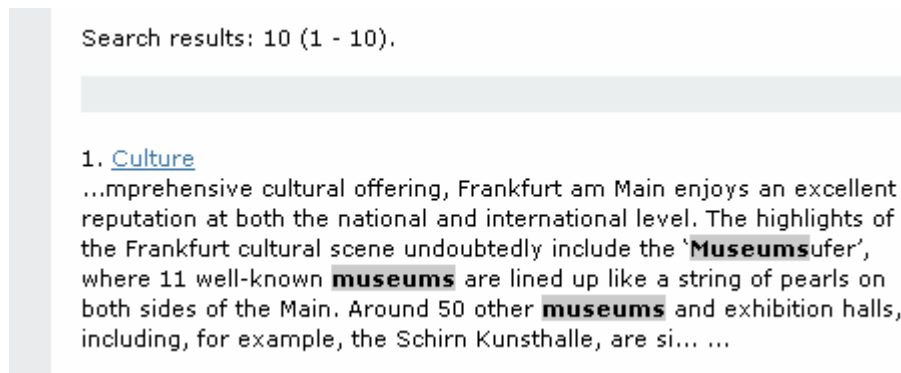 Search results: 10 (1 - 10).
1. Culture
...mprehensive cultural offering, Frankfurt am Main enjoys an excellent
reputation at both the national and international level. The highlights of
the Frankfurt cultural scene undoubtedly include the ‘Museumsufer’,
where 11 well-known museums are lined up like a string of pearls on
both sides of the Main. Around 50 other museums and exhibition halls,
including, for example, the Schirn Kunsthalle, are si... ...